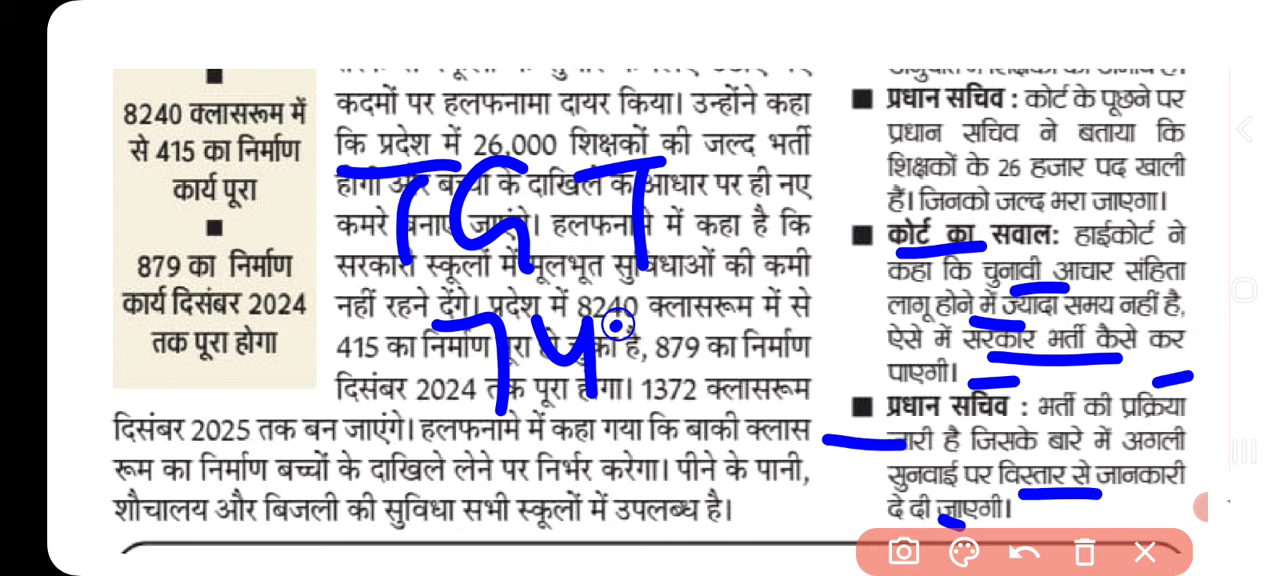 8240 क्लासरूम में
से 415 का निर्माण
कार्य पूरा
879 का निर्माण
कार्य दिसंबर 2024
तक पूरा होगा
कदमों पर हलफनामा दायर किया। उन्होंने कहा
कि प्रदेश में 26,000 शिक्षकों की जल्द भर्ती
होगी और बच्चों के दाखिले के आधार पर ही नए
कमरे बनाए जाएंगे। हलफनामे में कहा है कि
सरकारी स्कूलों में मूलभूत सुविधाओं की कमी
नहीं रहने देंगे। प्रदेश में 8240 क्लासरूम में से
415 का निर्माण पूरा हो चुका है, 879 का निर्माण
दिसंबर 2024 तक पूरा होगा। 1372 क्लासरूम
दिसंबर 2025 तक बन जाएंगे। हलफनामे में कहा गया कि बाकी क्लास
रूम का निर्माण बच्चों के दाखिले लेने पर निर्भर करेगा। पीने के पानी,
शौचालय और बिजली की सुविधा सभी स्कूलों में उपलब्ध है।
TGT
74
■ प्रधान सचिव : कोर्ट के पूछने पर
प्रधान सचिव ने बताया कि
शिक्षकों के 26 हजार पद खाली
हैं। जिनको जल्द भरा जाएगा।
■ कोर्ट का सवाल: हाईकोर्ट ने
कहा कि चुनावी आचार संहिता
लागू होने में ज्यादा समय नहीं है,
ऐसे में सरकार भर्ती कैसे कर
पाएगी।
■ प्रधान सचिव : भर्ती की प्रक्रिया
जारी है जिसके बारे में अगली
सुनवाई पर विस्तार से जानकारी
दे दी जाएगी।